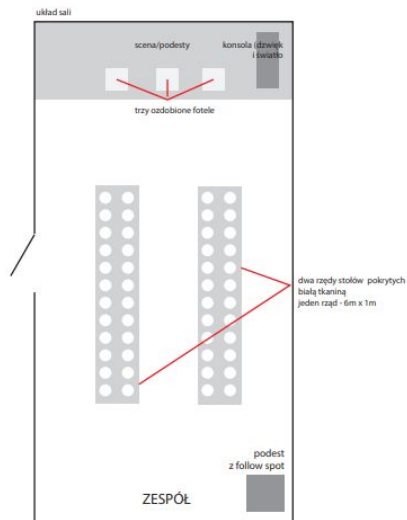 układ sali
scena/podesty
konsola (dzwięk
i światło
trzy ozdobione fotele
dwa rzędy stołów pokrytych
białą tkaniną
jeden rząd - 6m x 1m
podest
z follow spot
ZESPÓŁ